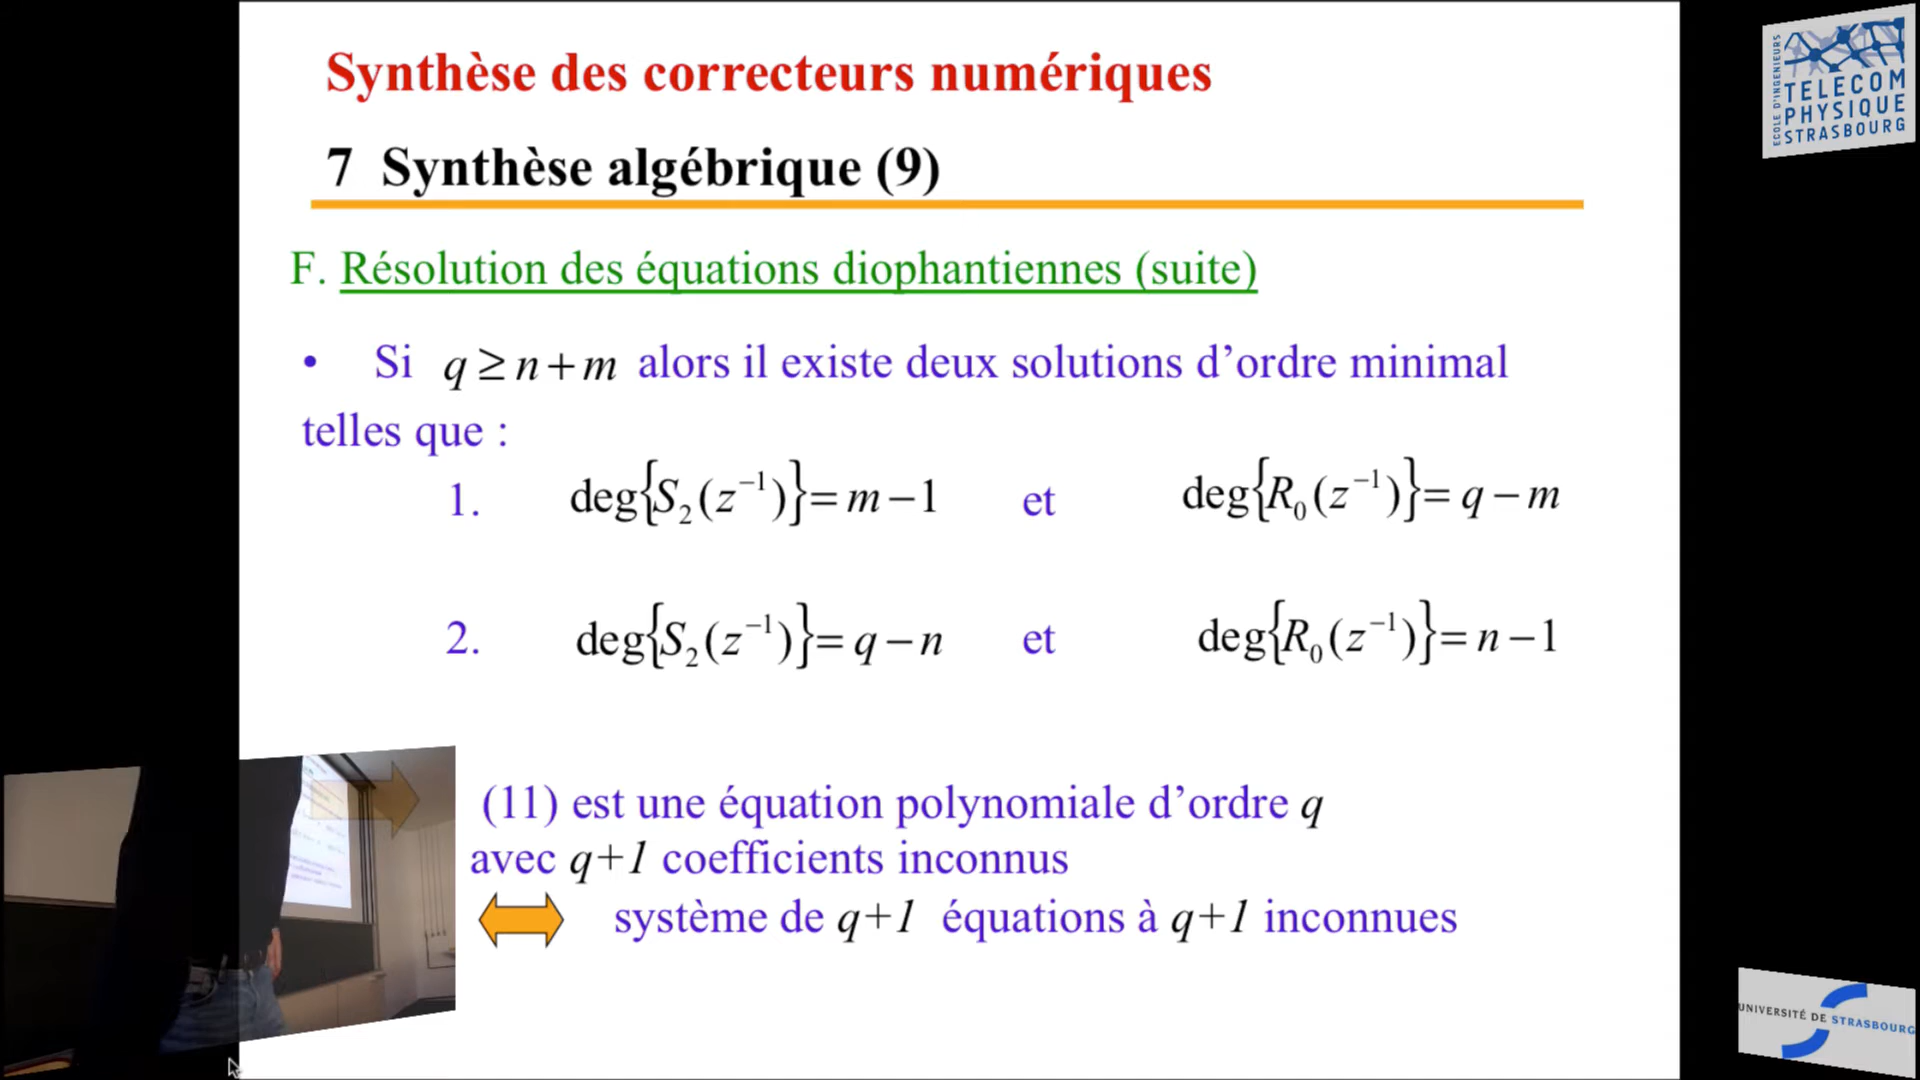 Synthèse des correcteurs numériques
7 Synthèse algébrique (9)
F. Résolution des équations diophantiennes (suite)
• Si q ≥ n + m alors il existe deux solutions d'ordre minimal
telles que :
1. deg{S₂(z⁻¹)} = m − 1 et deg{R₀(z⁻¹)} = q − m
2. deg{S₂(z⁻¹)} = q − n et deg{R₀(z⁻¹)} = n − 1
(11) est une équation polynomiale d'ordre q
avec q+1 coefficients inconnus
système de q+1 équations à q+1 inconnues
ECOLE D'INGENIEURS
TELECOM
PHYSIQUE
STRASBOURG
UNIVERSITÉ DE STRASBOURG